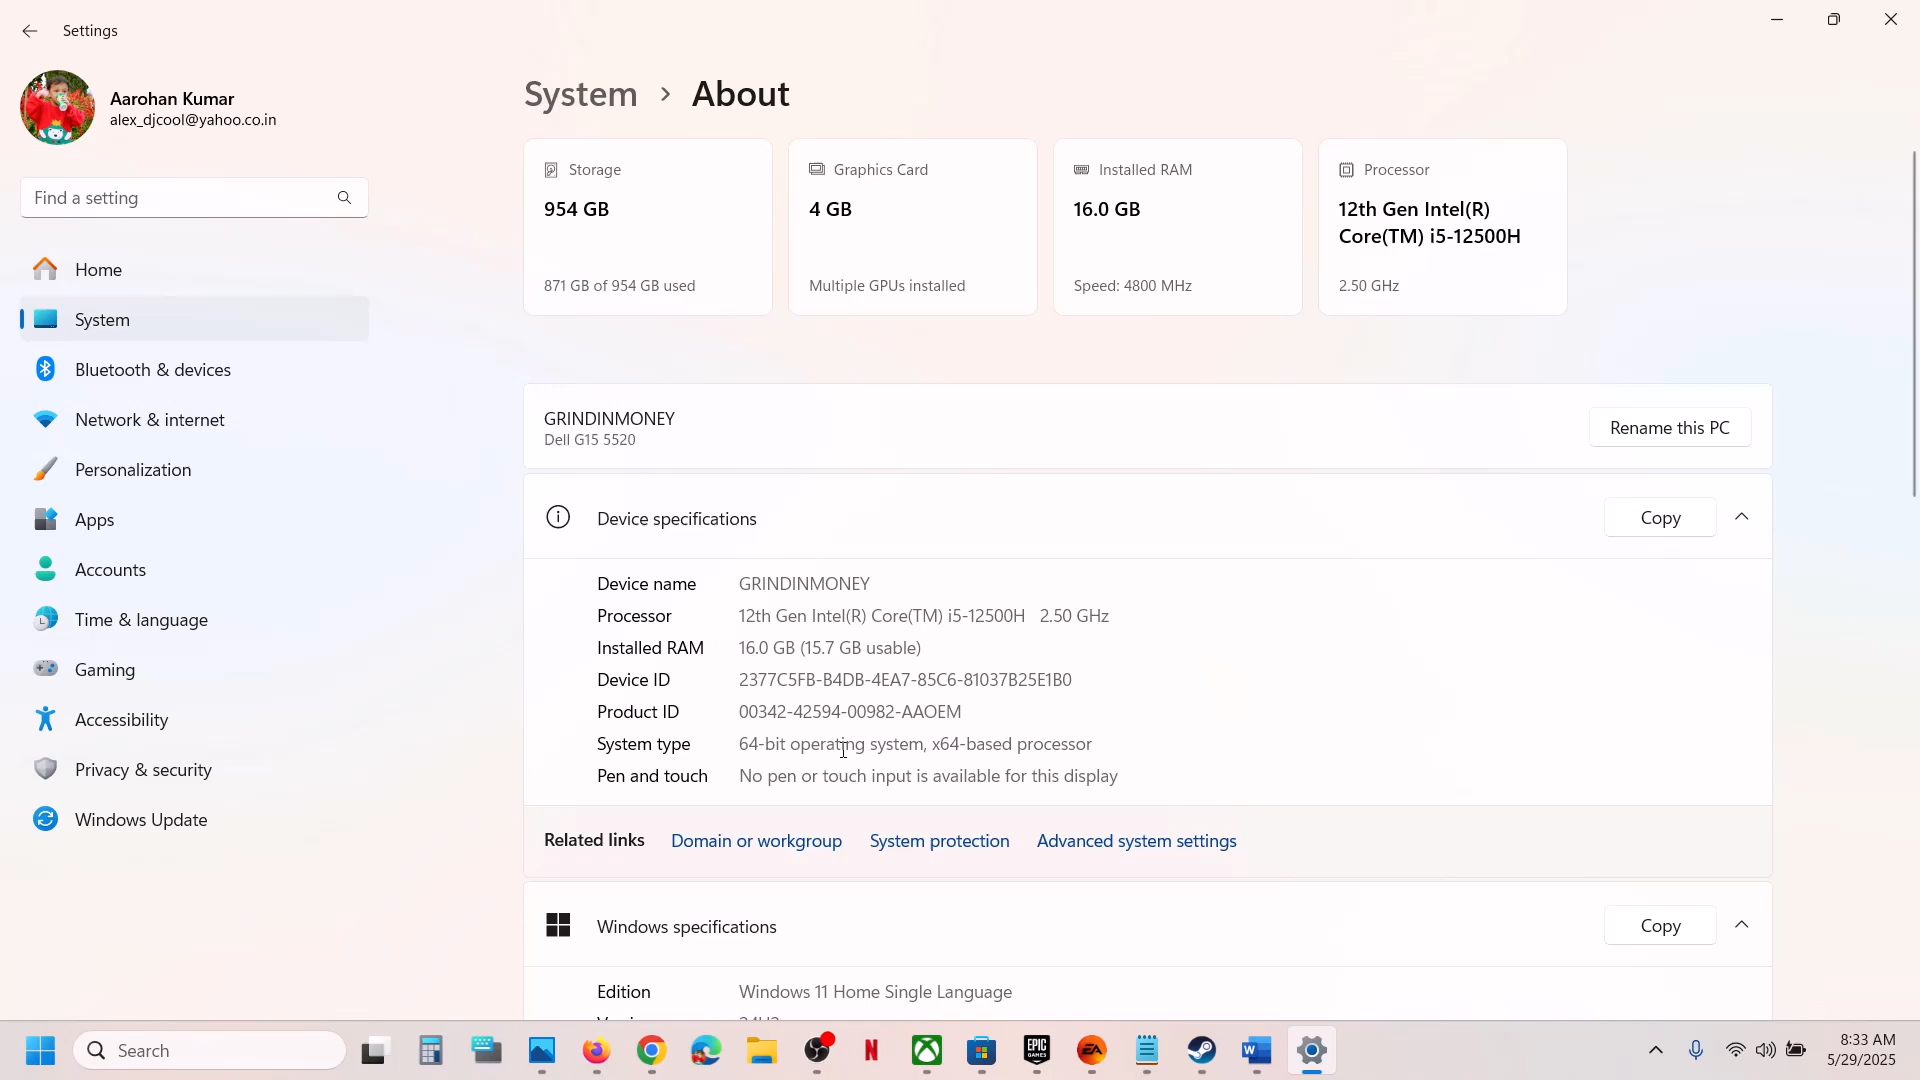 Settings
Aarohan Kumar
alex_djcool@yahoo.co.in
Find a setting
Home
System
Bluetooth & devices
Network & internet
Personalization
Apps
Accounts
Time & language
Gaming
Accessibility
Privacy & security
Windows Update
System > About
Storage
954 GB
871 GB of 954 GB used
Graphics Card
4 GB
Multiple GPUs installed
Installed RAM
16.0 GB
Speed: 4800 MHz
Processor
12th Gen Intel(R)
Core(TM) i5-12500H
2.50 GHz
GRINDINMONEY
Dell G15 5520
Rename this PC
Device specifications
Copy
Device name GRINDINMONEY
Processor 12th Gen Intel(R) Core(TM) i5-12500H 2.50 GHz
Installed RAM 16.0 GB (15.7 GB usable)
Device ID 2377C5FB-B4DB-4EA7-85C6-81037B25E1B0
Product ID 00342-42594-00982-AAOEM
System type 64-bit operating system, x64-based processor
Pen and touch No pen or touch input is available for this display
Related links Domain or workgroup System protection Advanced system settings
Windows specifications
Copy
Edition Windows 11 Home Single Language
Search
N
EPIC GAMES
EA
W
8:33 AM
5/29/2025